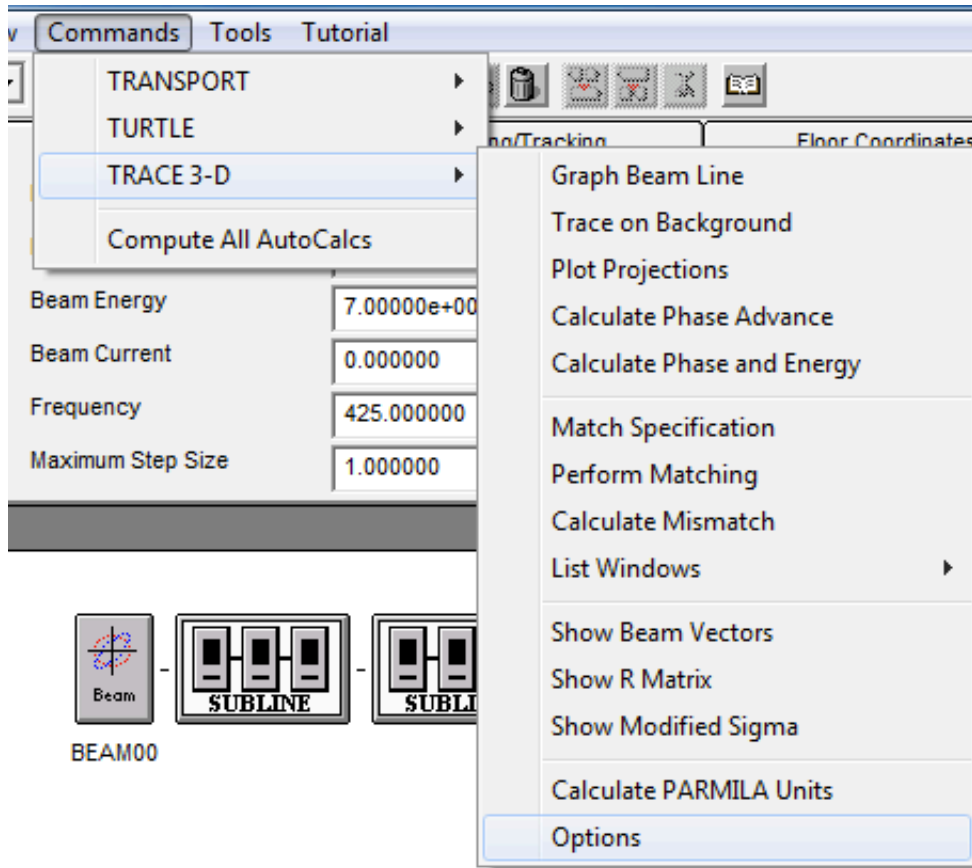 Commands Tools Tutorial
TRANSPORT
TURTLE
TRACE 3-D
Compute All AutoCalcs
Floor Coordinates
Graph Beam Line
Trace on Background
Plot Projections
Calculate Phase Advance
Calculate Phase and Energy
Match Specification
Perform Matching
Calculate Mismatch
List Windows
Show Beam Vectors
Show R Matrix
Show Modified Sigma
Calculate PARMILA Units
Options
Beam Energy 7.00000e+00
Beam Current 0.000000
Frequency 425.000000
Maximum Step Size 1.000000
Beam
SUBLINE
SUBLI
BEAM00